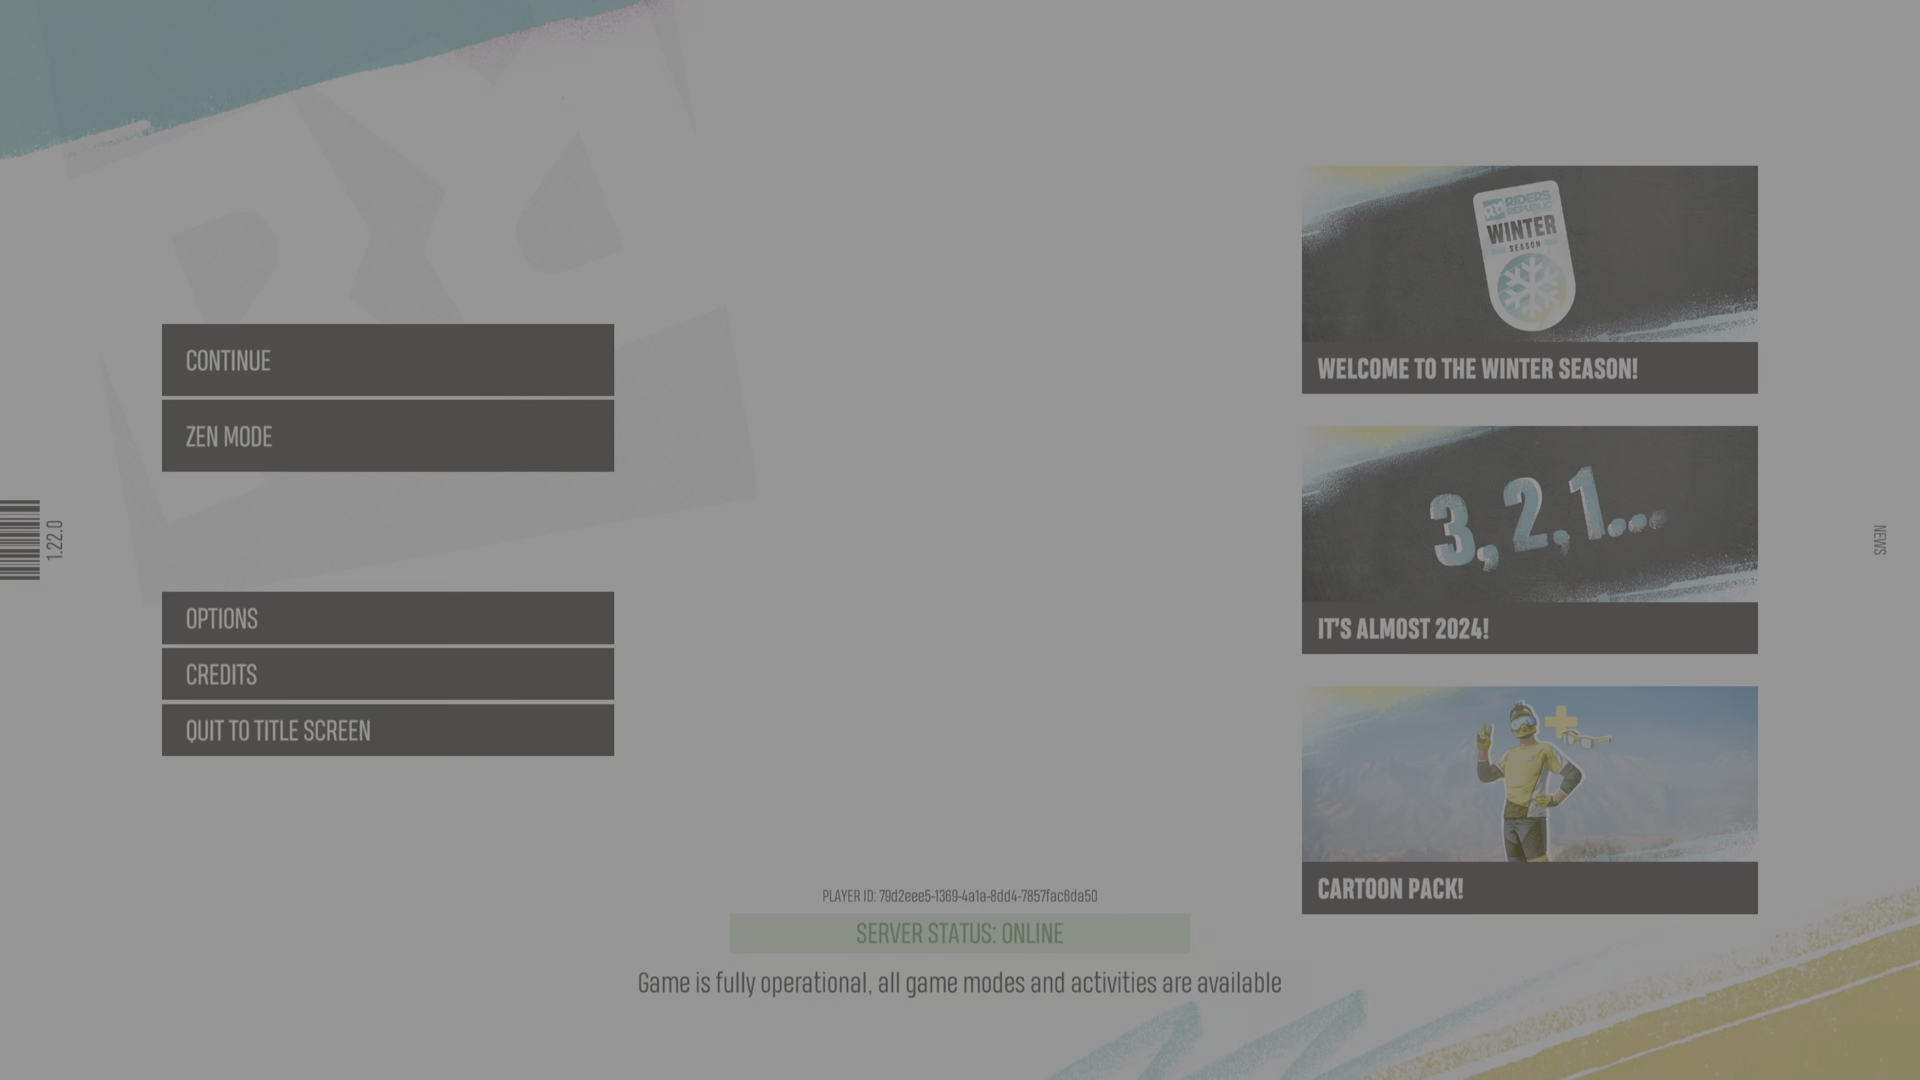 RIDERS
REPUBLIC
WINTER
SEASON
WELCOME TO THE WINTER SEASON!
CONTINUE
ZEN MODE
3, 2, 1...
1.22.0
NEWS
OPTIONS
IT'S ALMOST 2024!
CREDITS
QUIT TO TITLE SCREEN
CARTOON PACK!
PLAYER ID: 79d2eee5-1369-4a1a-8dd4-7857fac6da50
SERVER STATUS: ONLINE
Game is fully operational, all game modes and activities are available